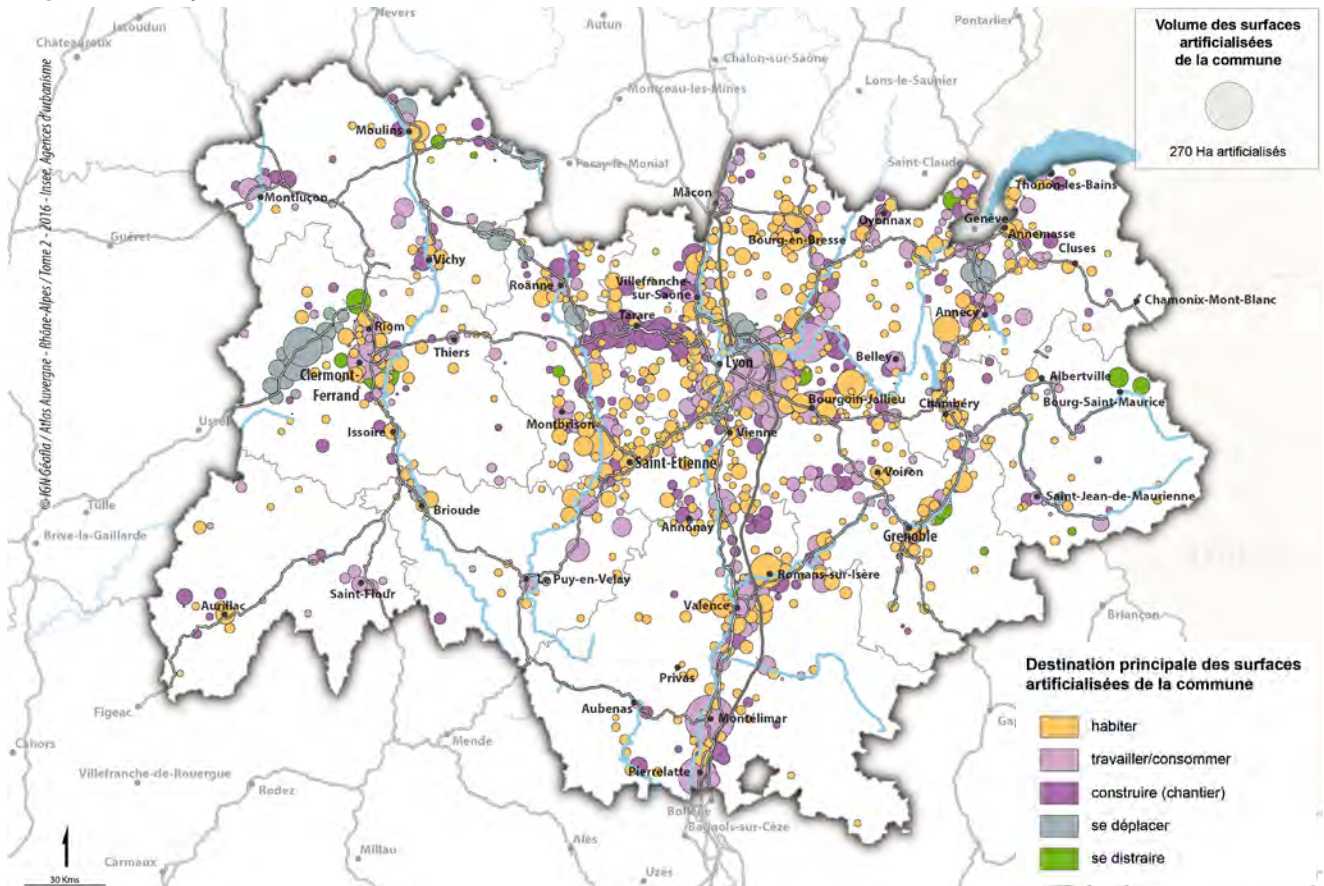 Nevers
Issoudun
Autun
Pontarlier
Châteauroux
Chalon-sur-Saône
Lons-le-Saunier
Montceau-les-Mines
Moulins
Paray-le-Monial
Saint-Claude
Mâcon
Thonon-les-Bains
Montluçon
Oyonnax
Genève
Annemasse
Guéret
Bourg-en-Bresse
Cluses
Vichy
Roanne
Villefranche-
sur-Saône
Chamonix-Mont-Blanc
Tarare
Annecy
Riom
Thiers
Lyon
Belley
Clermont-
Ferrand
Albertville
Bourg-Saint-Maurice
Bourgoin-Jallieu
Chambéry
Ussel
Montbrison
Issoire
Vienne
Saint-Etienne
Voiron
Tulle
Saint-Jean-de-Maurienne
Brioude
Annonay
Brive-la-Gaillarde
Grenoble
Romans-sur-Isère
Le Puy-en-Velay
Saint-Flour
Aurillac
Valence
Briançon
Privas
Figeac
Aubenas
Montélimar
Gap
Cahors
Mende
Villefranche-de-Rouergue
Pierrelatte
Rodez
Bollène
Bagnols-sur-Cèze
Alès
Millau
Carmaux
Uzès
30 Kms
© IGN-Géofla / Atlas Auvergne - Rhône-Alpes / Tome 2 - 2016 - Insee, Agences d'urbanisme
Volume des surfaces
artificialisées
de la commune
270 Ha artificialisés
Destination principale des surfaces
artificialisées de la commune
habiter
travailler/consommer
construire (chantier)
se déplacer
se distraire